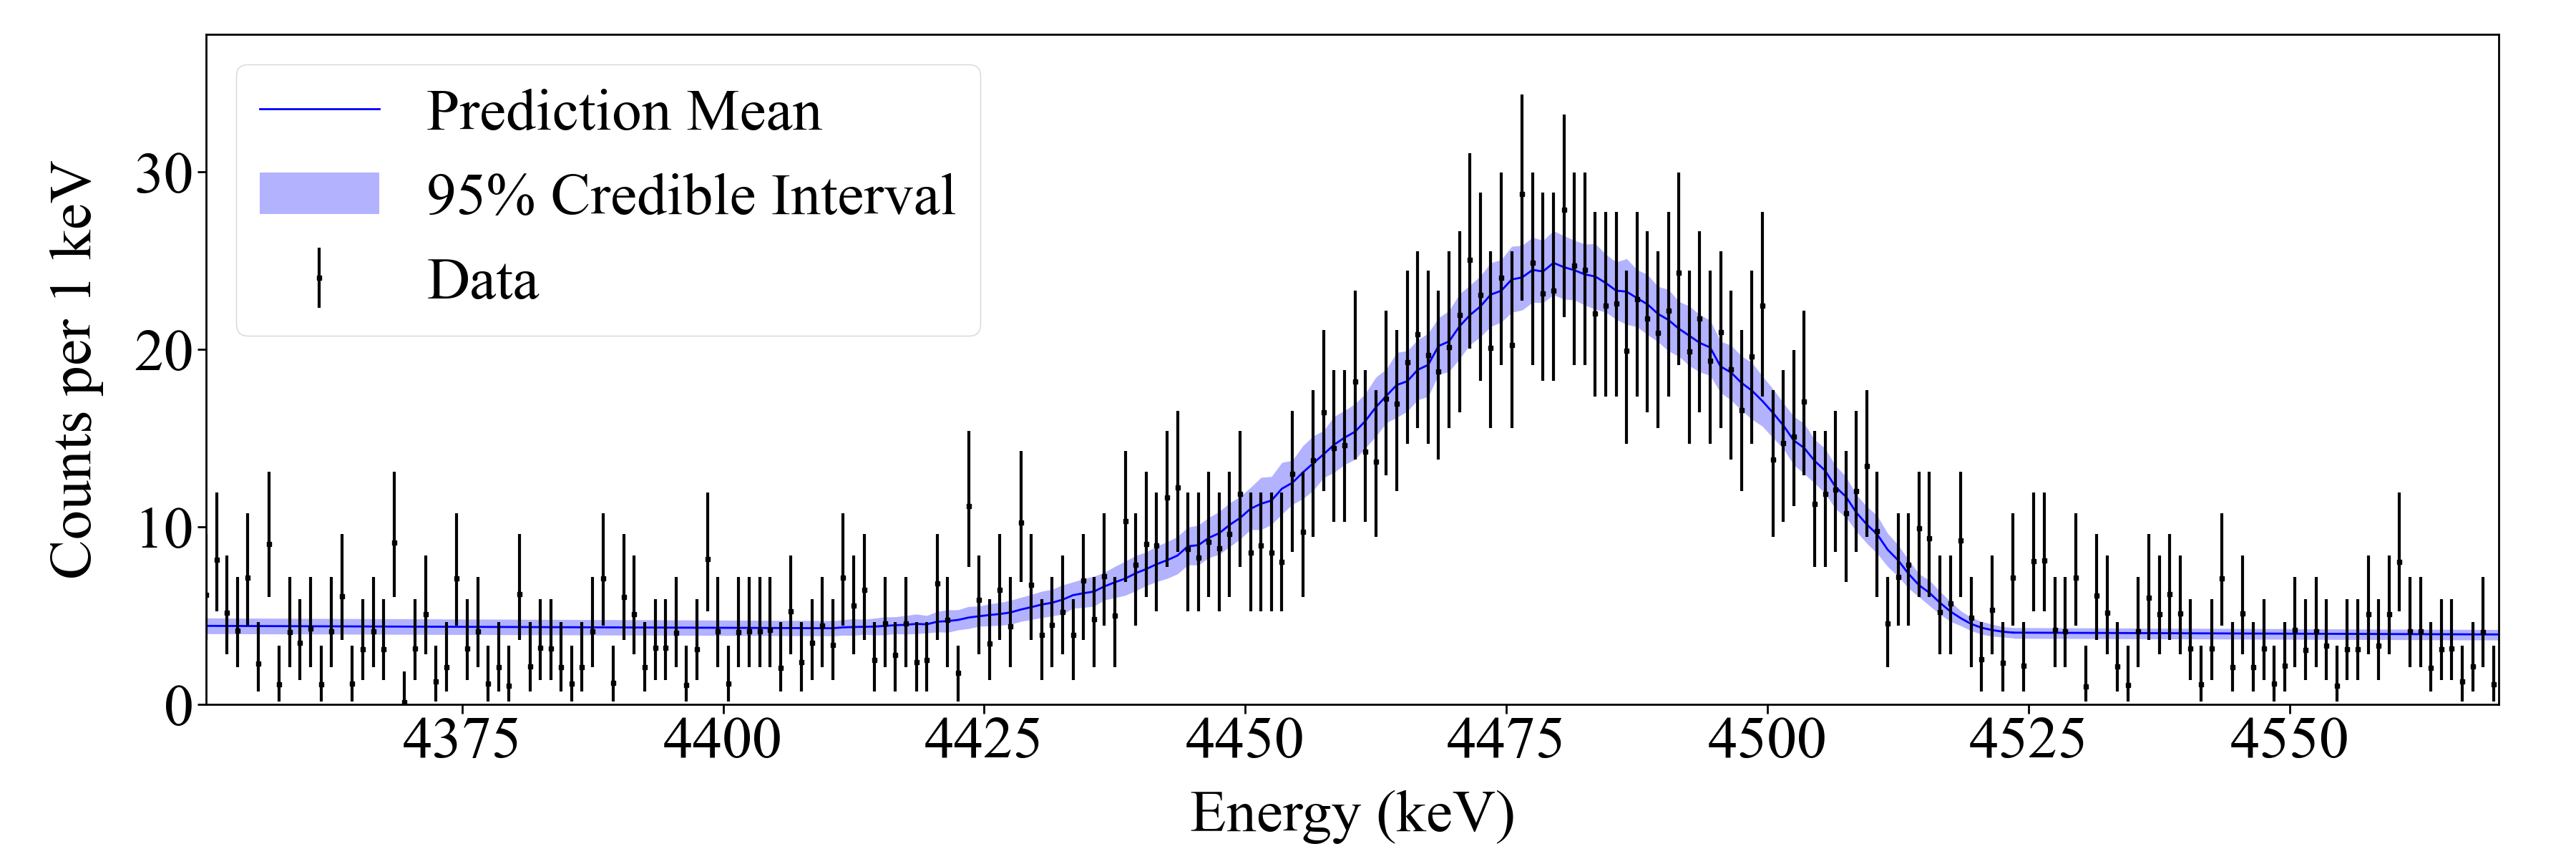 Counts per 1 keV
30
20
10
0
Prediction Mean
95% Credible Interval
Data
4375 4400 4425 4450 4475 4500 4525 4550
Energy (keV)